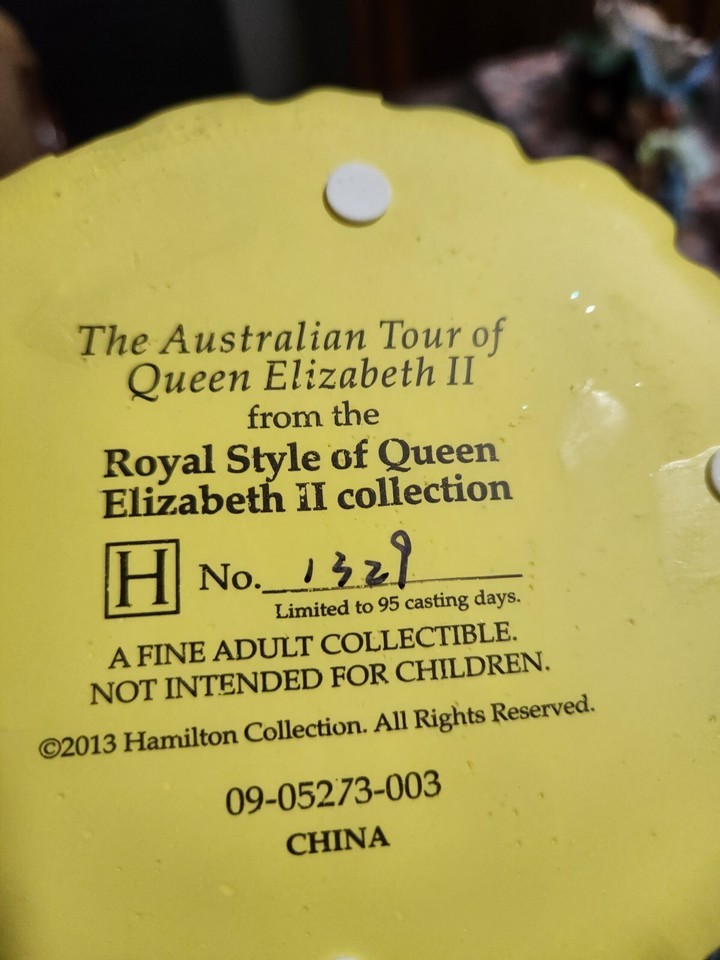 The Australian Tour of
Queen Elizabeth II
from the
Royal Style of Queen
Elizabeth II collection
H No. 1329
Limited to 95 casting days.
A FINE ADULT COLLECTIBLE.
NOT INTENDED FOR CHILDREN.
©2013 Hamilton Collection. All Rights Reserved.
09-05273-003
CHINA